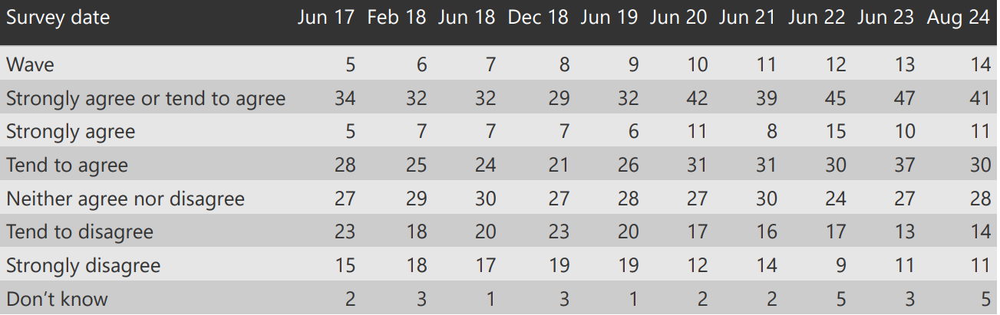 Survey date Jun 17 Feb 18 Jun 18 Dec 18 Jun 19 Jun 20 Jun 21 Jun 22 Jun 23 Aug 24
Wave 5 6 7 8 9 10 11 12 13 14
Strongly agree or tend to agree 34 32 32 29 32 42 39 45 47 41
Strongly agree 5 7 7 7 6 11 8 15 10 11
Tend to agree 28 25 24 21 26 31 31 30 37 30
Neither agree nor disagree 27 29 30 27 28 27 30 24 27 28
Tend to disagree 23 18 20 23 20 17 16 17 13 14
Strongly disagree 15 18 17 19 19 12 14 9 11 11
Don’t know 2 3 1 3 1 2 2 5 3 5